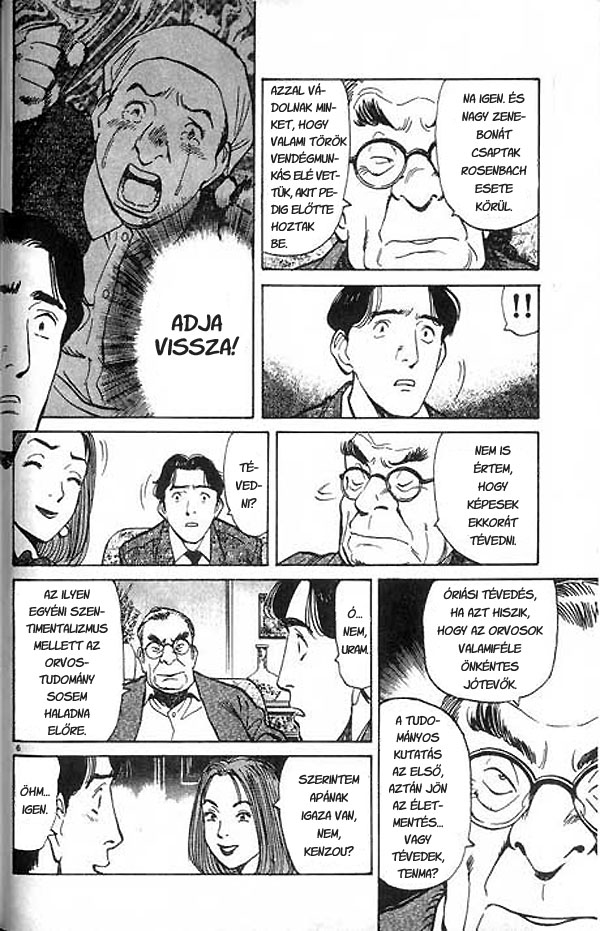 NA IGEN. ÉS
NAGY ZENE-
BONÁT
CSAPTAK
ROSENBACH
ESETE
KÖRÜL.
AZZAL VÁ-
DOLNAK MIN-
KET, HOGY
VALAMI TÖRÖK
VENDÉGMUN-
KÁS ELÉ VET-
TÜK, AKIT PE-
DIG ELŐTTE
HOZTAK
BE.
!!
ADJA
VISSZA!
NEM IS
ÉRTEM,
HOGY
KÉPESEK
EKKORÁT
TÉVEDNI.
TÉ-
VED-
NI?
ÓRIÁSI TÉVEDÉS,
HA AZT HISZIK,
HOGY AZ ORVOSOK
VALAMIFÉLE
ÖNKÉNTES
JÓTEVŐK.
A TUDO-
MÁNYOS
KUTATÁS
AZ ELSŐ,
AZTÁN JÖN
AZ ÉLET-
MENTÉS...
VAGY
TÉVEDEK,
TENMA?
Ó...
NEM,
URAM.
AZ ILYEN
EGYÉNI SZEN-
TIMENTALIZMUS
MELLETT AZ
ORVOS-
TUDOMÁNY
SOSEM
HALADNA
ELŐRE.
SZERINTEM
APÁNAK
IGAZA VAN,
NEM,
KENZOU?
ÖHM...
IGEN.
6